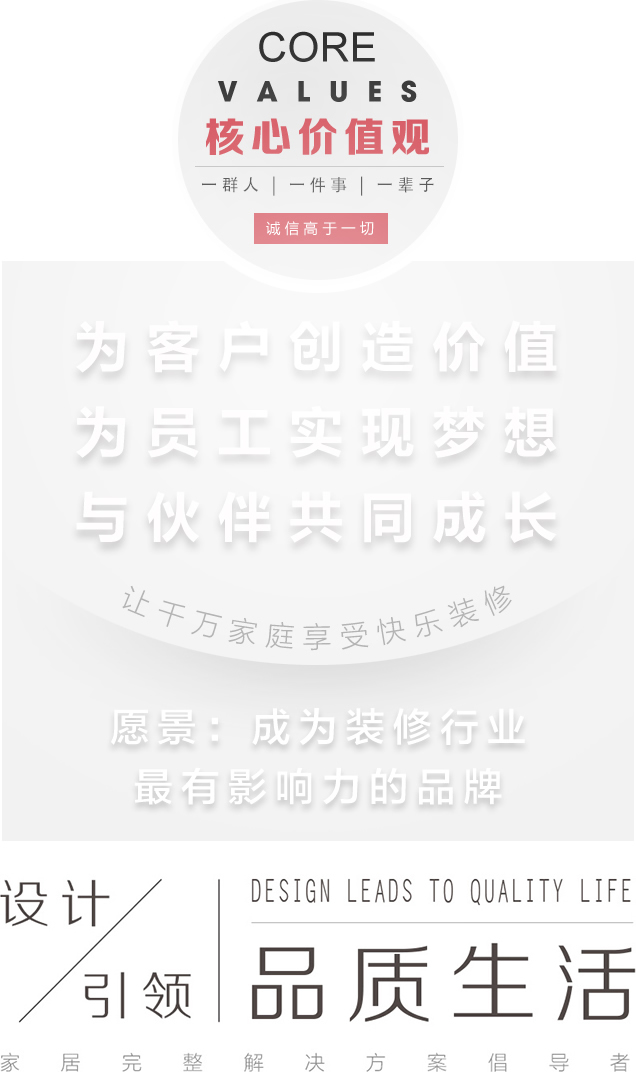 CORE
VALUES
核心价值观
一群人 | 一件事 | 一辈子
诚信高于一切
为客户创造价值
为员工实现梦想
与伙伴共同成长
让千万家庭享受快乐装修
愿景：成为装修行业
最有影响力的品牌
设计
引领
DESIGN LEADS TO QUALITY LIFE
品质生活
家居完整解决方案倡导者